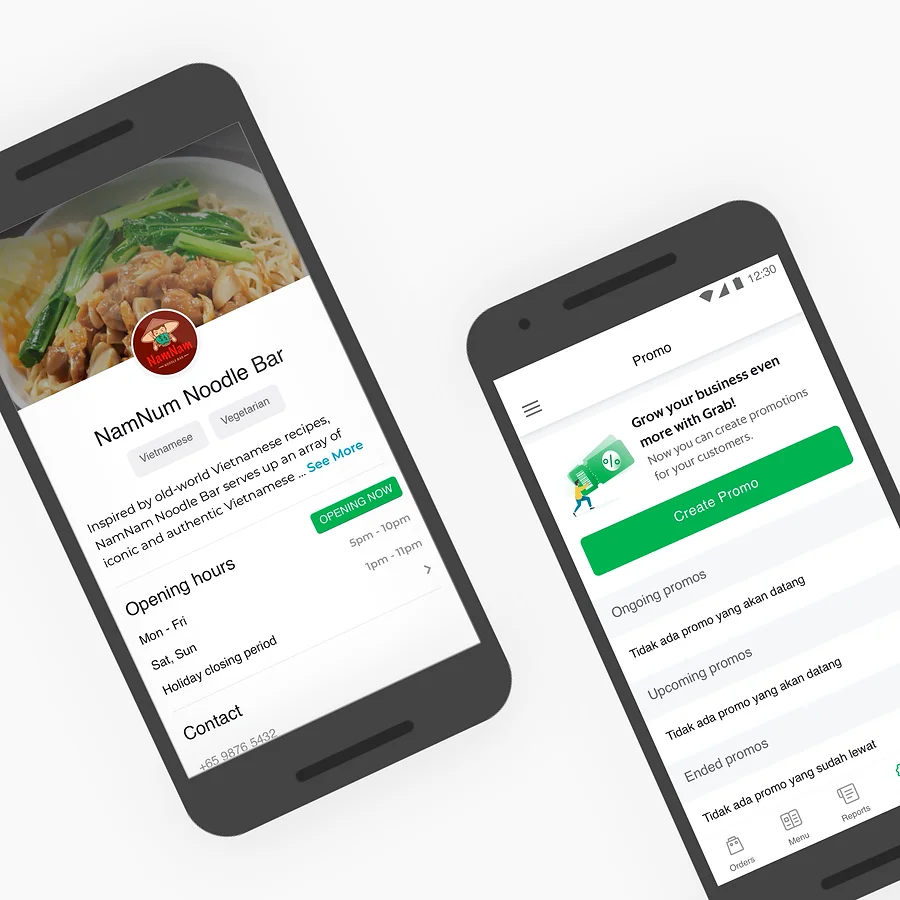 NamNam
NOODLE BAR
NamNum Noodle Bar
Vietnamese
Vegetarian
Inspired by old-world Vietnamese recipes,
NamNam Noodle Bar serves up an array of
iconic and authentic Vietnamese ... See More
OPENING NOW
Opening hours
Mon - Fri
5pm - 10pm
Sat, Sun
1pm - 11pm
Holiday closing period
Contact
+65 9876 5432
12:30
Promo
Grow your business even
more with Grab!
Now you can create promotions
for your customers.
Create Promo
Ongoing promos
Tidak ada promo yang akan datang
Upcoming promos
Tidak ada promo yang akan datang
Ended promos
Tidak ada promo yang sudah lewat
Orders
Menu
Reports